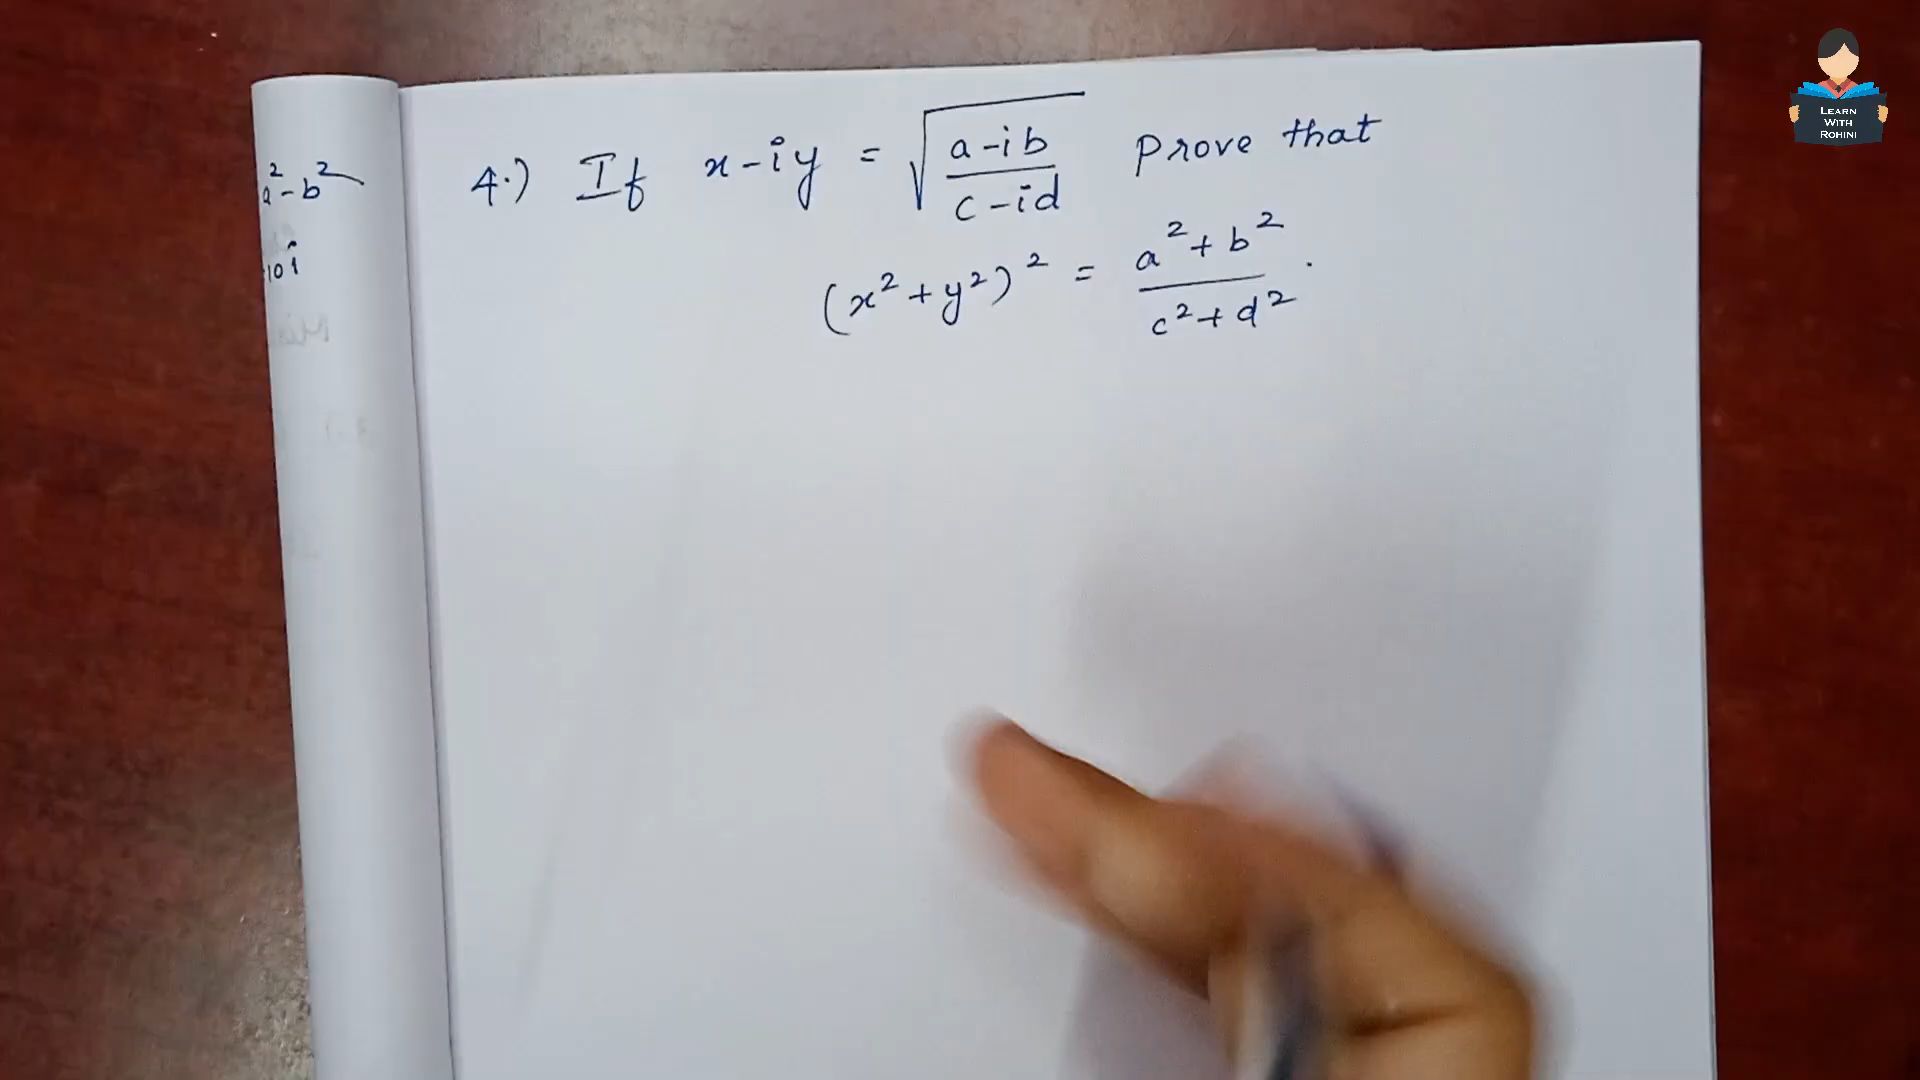 a² - b²
10i
4.) If x - iy = √((a - ib)/(c - id)) Prove that
(x² + y²)² = (a² + b²)/(c² + d²).
LEARN
WITH
ROHINI